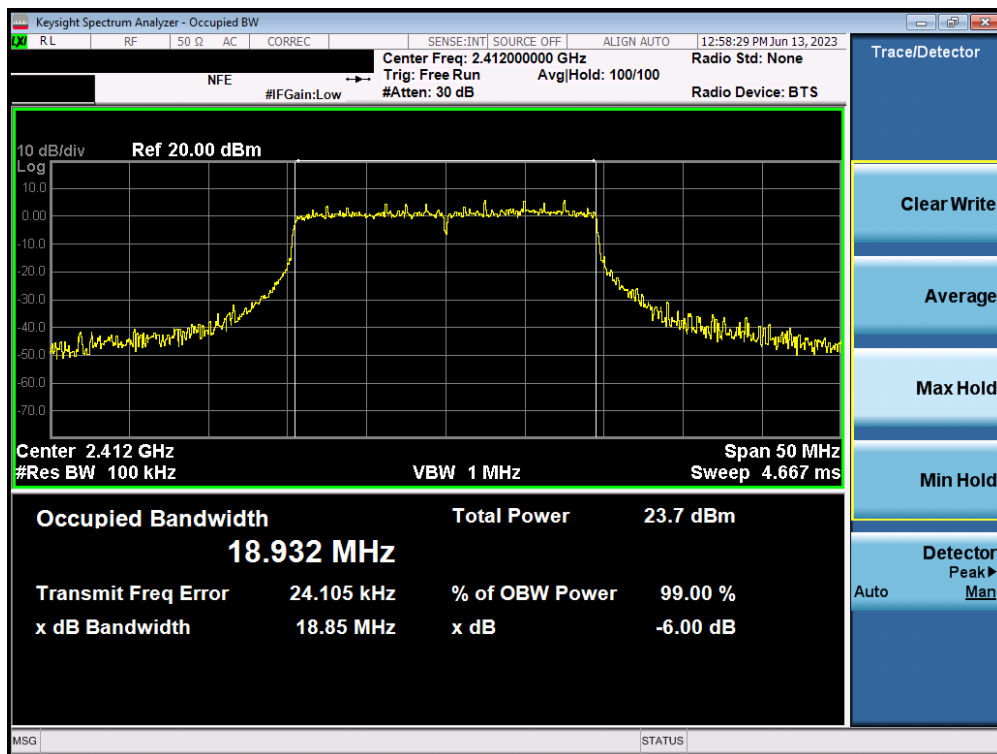 Keysight Spectrum Analyzer - Occupied BW
LXI RL RF 50 Ω AC CORREC SENSE:INT SOURCE OFF ALIGN AUTO 12:58:29 PM Jun 13, 2023
Center Freq: 2.412000000 GHz Radio Std: None
NFE Trig: Free Run Avg|Hold: 100/100
#IFGain:Low #Atten: 30 dB Radio Device: BTS
Trace/Detector
10 dB/div Ref 20.00 dBm
Log
10.0
0.00
-10.0
-20.0
-30.0
-40.0
-50.0
-60.0
-70.0
Center 2.412 GHz Span 50 MHz
#Res BW 100 kHz VBW 1 MHz Sweep 4.667 ms
Occupied Bandwidth Total Power 23.7 dBm
18.932 MHz
Transmit Freq Error 24.105 kHz % of OBW Power 99.00 %
x dB Bandwidth 18.85 MHz x dB -6.00 dB
Clear Write
Average
Max Hold
Min Hold
Detector
Peak▶
Auto Man
MSG STATUS